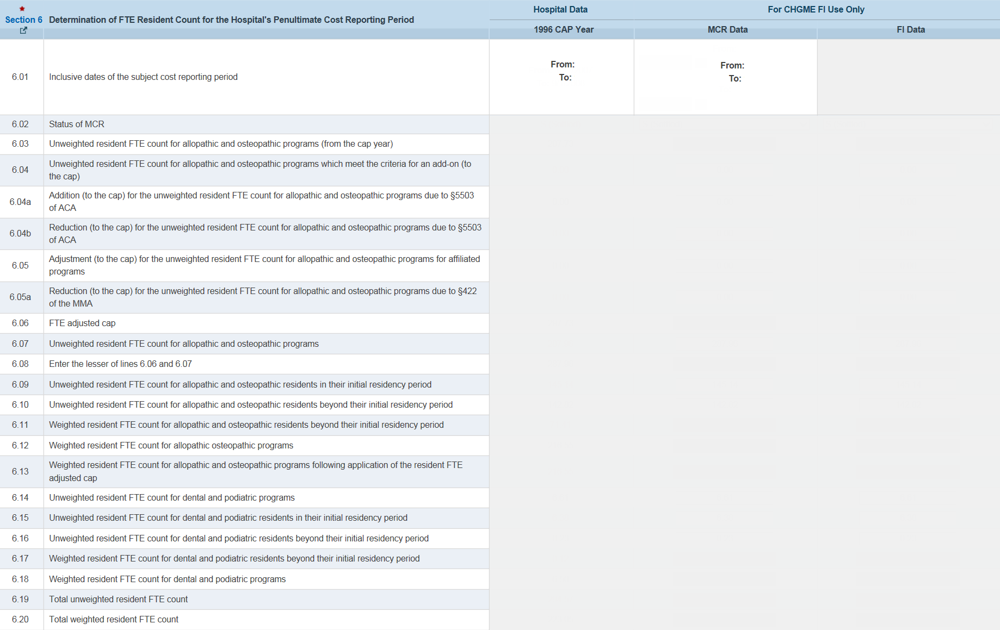 Section 6
Determination of FTE Resident Count for the Hospital's Penultimate Cost Reporting Period
Hospital Data
For CHGME FI Use Only
1996 CAP Year
MCR Data
FI Data
6.01
Inclusive dates of the subject cost reporting period
From:
To:
From:
To:
6.02
Status of MCR
6.03
Unweighted resident FTE count for allopathic and osteopathic programs (from the cap year)
6.04
Unweighted resident FTE count for allopathic and osteopathic programs which meet the criteria for an add-on (to
the cap)
6.04a
Addition (to the cap) for the unweighted resident FTE count for allopathic and osteopathic programs due to §5503
of ACA
6.04b
Reduction (to the cap) for the unweighted resident FTE count for allopathic and osteopathic programs due to §5503
of ACA
6.05
Adjustment (to the cap) for the unweighted resident FTE count for allopathic and osteopathic programs for affiliated
programs
6.05a
Reduction (to the cap) for the unweighted resident FTE count for allopathic and osteopathic programs due to §422
of the MMA
6.06
FTE adjusted cap
6.07
Unweighted resident FTE count for allopathic and osteopathic programs
6.08
Enter the lesser of lines 6.06 and 6.07
6.09
Unweighted resident FTE count for allopathic and osteopathic residents in their initial residency period
6.10
Unweighted resident FTE count for allopathic and osteopathic residents beyond their initial residency period
6.11
Weighted resident FTE count for allopathic and osteopathic residents beyond their initial residency period
6.12
Weighted resident FTE count for allopathic osteopathic programs
6.13
Weighted resident FTE count for allopathic and osteopathic programs following application of the resident FTE
adjusted cap
6.14
Unweighted resident FTE count for dental and podiatric programs
6.15
Unweighted resident FTE count for dental and podiatric residents in their initial residency period
6.16
Unweighted resident FTE count for dental and podiatric residents beyond their initial residency period
6.17
Weighted resident FTE count for dental and podiatric residents beyond their initial residency period
6.18
Weighted resident FTE count for dental and podiatric programs
6.19
Total unweighted resident FTE count
6.20
Total weighted resident FTE count